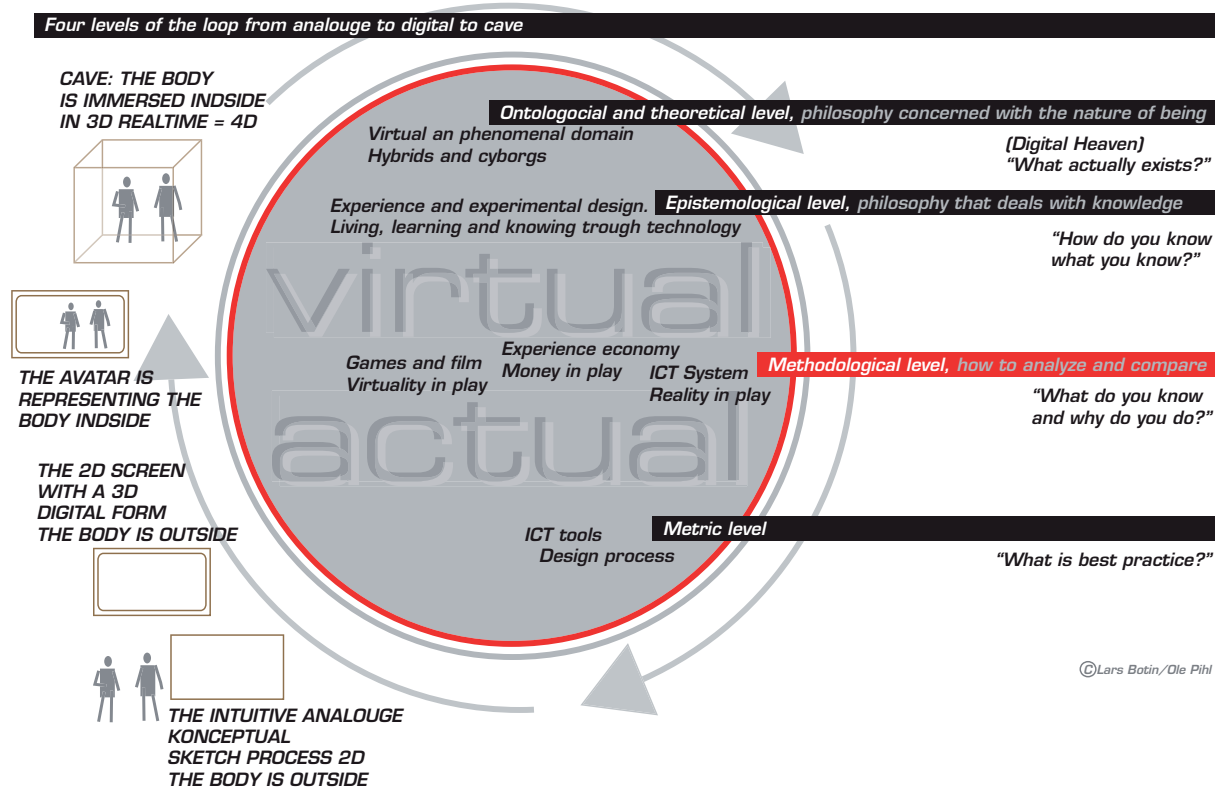 Four levels of the loop from analouge to digital to cave
CAVE: THE BODY
IS IMMERSED INDSIDE
IN 3D REALTIME = 4D
Ontologocial and theoretical level, philosophy concerned with the nature of being
Virtual an phenomenal domain
Hybrids and cyborgs
(Digital Heaven)
“What actually exists?”
Experience and experimental design.
Living, learning and knowing trough technology
Epistemological level, philosophy that deals with knowledge
“How do you know
what you know?”
virtual
Games and film
Virtuality in play
Experience economy
Money in play
ICT System
Reality in play
Methodological level, how to analyze and compare
“What do you know
and why do you do?”
THE AVATAR IS
REPRESENTING THE
BODY INDSIDE
actual
THE 2D SCREEN
WITH A 3D
DIGITAL FORM
THE BODY IS OUTSIDE
ICT tools
Design process
Metric level
“What is best practice?”
THE INTUITIVE ANALOUGE
KONCEPTUAL
SKETCH PROCESS 2D
THE BODY IS OUTSIDE
©Lars Botin/Ole Pihl